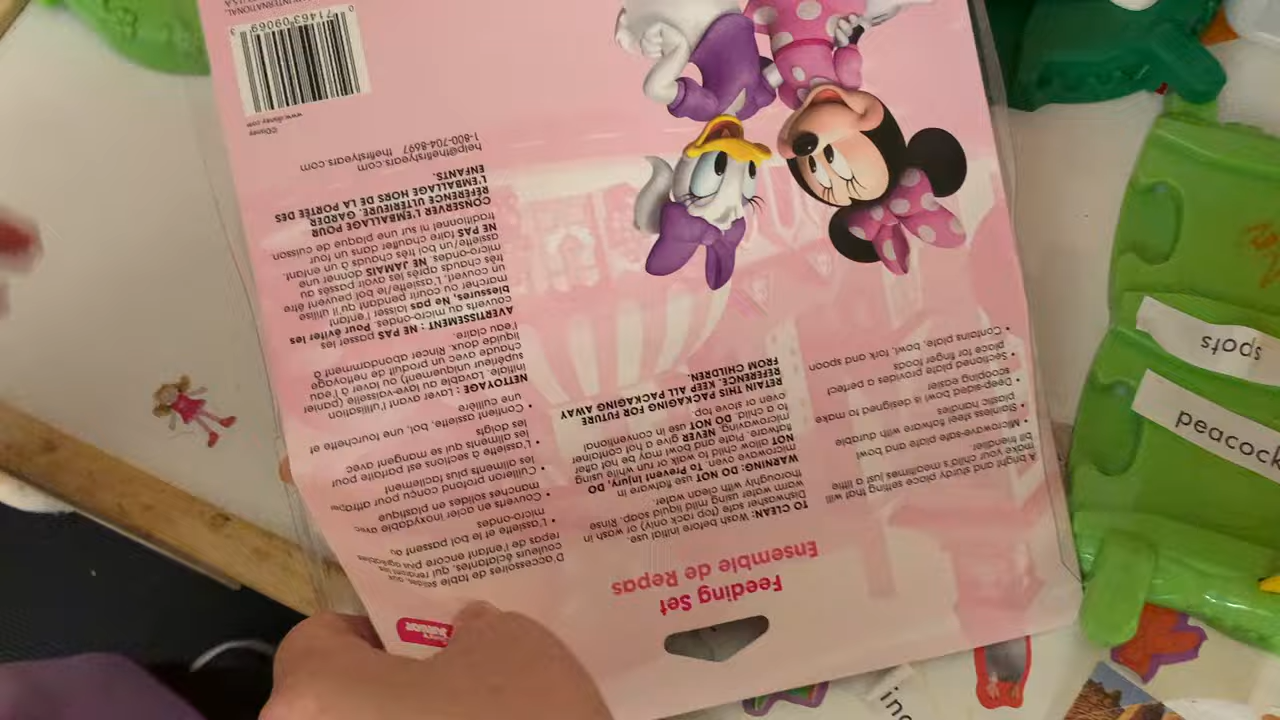 Feeding Set
Ensemble de Repas
A bright and sturdy place setting that will
make your child's mealtimes just a little
bit friendlier
• Microwave-safe plate and bowl
• Stainless steel flatware with durable
plastic handles
• Deep-sided bowl is designed to make
scooping easier
• Sectioned plate provides a perfect
place for finger foods
• Contains plate, bowl, fork and spoon
TO CLEAN: Wash before initial use.
Dishwasher safe (top rack only) or wash in
warm water using mild liquid soap. Rinse
thoroughly with clean water.
WARNING: DO NOT use flatware in
microwave oven. To Prevent Injury, DO
NOT allow child to walk or run while using
flatware. Plate and bowl may be hot after
microwaving. NEVER give a hot container
to child. DO NOT use in conventional
oven or stove top.
RETAIN THIS PACKAGING FOR FUTURE
REFERENCE. KEEP ALL PACKAGING AWAY
FROM CHILDREN.
D'accessoires de table solides, aux
couleurs éclatantes, qui rendront les
repas de l'enfant encore plus agréables
• L'assiette et le bol passent au
micro-ondes
• Couverts en acier inoxydable avec
manches solides en plastique
• Cuilleron profond conçu pour attraper
les aliments plus facilement
• L'assiette à sections est parfaite pour
les aliments qui se mangent avec
les doigts
• Contient assiette, bol, une fourchette et
une cuillère
NETTOYAGE : Laver avant l'utilisation
initiale. Lavable au lave-vaisselle (panier
supérieur uniquement) ou laver à l'eau
chaude avec un produit de nettoyage
liquide doux. Rincer abondamment à
l'eau claire.
AVERTISSEMENT : NE PAS passer les
couverts au micro-ondes. Pour éviter les
blessures, Ne pas laisser l'enfant
marcher ou courir pendant qu'il utilise
un couvert. L'assiette/le bol peuvent être
très chauds après les avoir passés au
micro-ondes. NE JAMAIS donner une
assiette/un bol très chauds à un enfant.
NE PAS faire chauffer dans un four
traditionnel ni sur une plaque de cuisson
CONSERVER L'EMBALLAGE POUR
RÉFÉRENCE ULTÉRIEURE. GARDER
L'EMBALLAGE HORS DE LA PORTÉE DES
ENFANTS.
help@thefirstyears.com
1-800-704-8697 thefirstyears.com
©Disney
www.disney.com
0 71463 09069 3
INTERNATIONAL
U.S.A.
spots
peacock